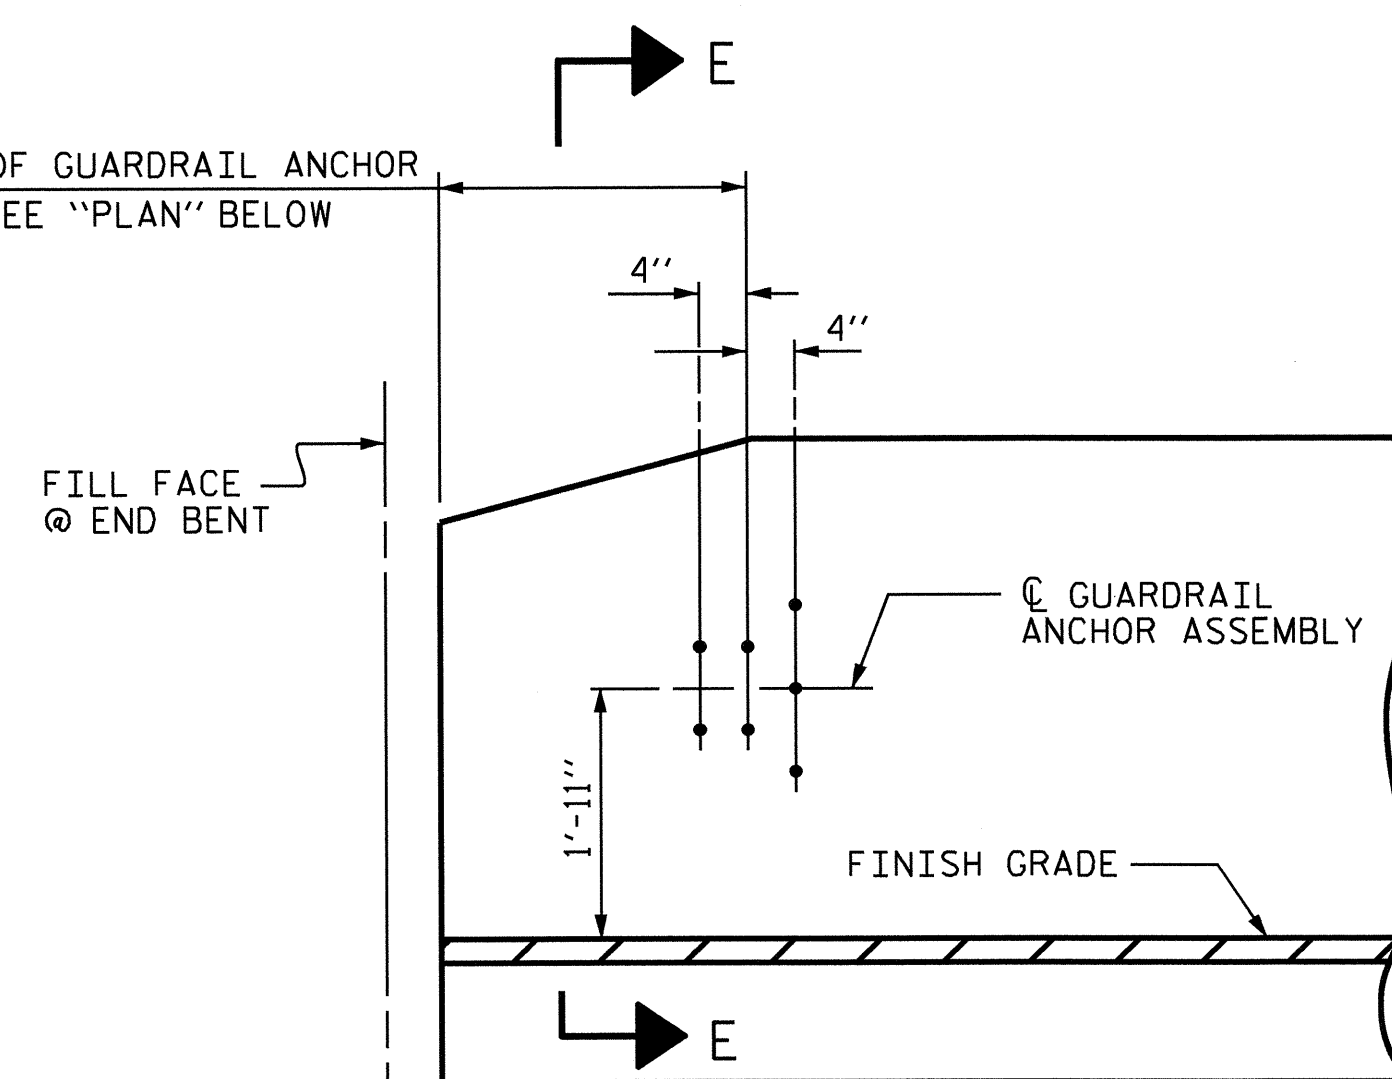 E
OF GUARDRAIL ANCHOR
EE "PLAN" BELOW
4"
4"
FILL FACE
@ END BENT
℄ GUARDRAIL
ANCHOR ASSEMBLY
1'-11"
FINISH GRADE
E